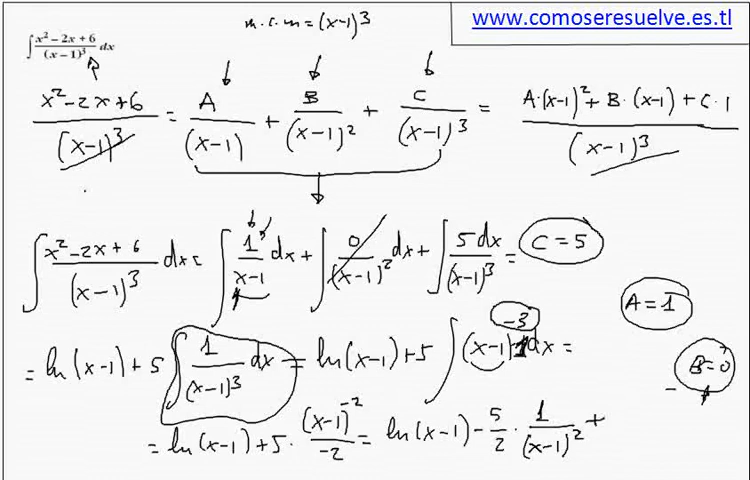 www.comoseresuelve.es.tl
m.c.m = (x-1)^3
∫ (x² - 2x + 6)/(x - 1)³ dx
(x²-2x+6)/(x-1)³ = A/(x-1) + B/(x-1)² + C/(x-1)³ = (A·(x-1)² + B·(x-1) + C·1)/(x-1)³
∫ (x²-2x+6)/(x-1)³ dx = ∫ 1/(x-1) dx + ∫ 0/(x-1)² dx + ∫ 5dx/(x-1)³ =
C=5
A=1
B=0
= ln(x-1) + 5 ∫ 1/(x-1)³ dx = ln(x-1) + 5 ∫ (x-1)^-3 dx =
= ln(x-1) + 5 · (x-1)^-2/-2 = ln(x-1) - 5/2 · 1/(x-1)² +